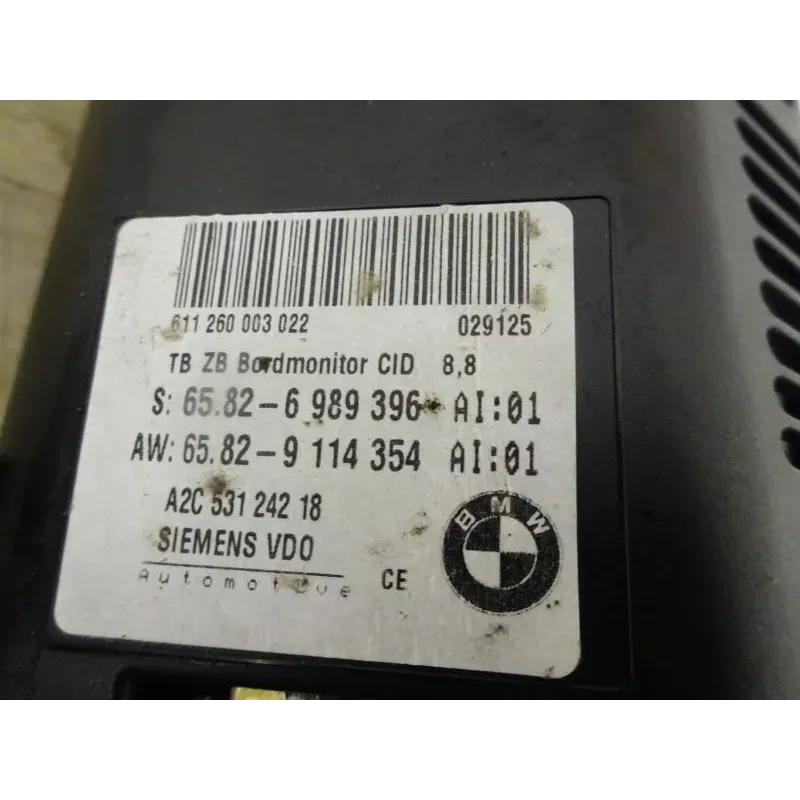 611 260 003 022 029125
TB ZB Bordmonitor CID 8,8
S: 65.82-6 989 396 AI:01
AW: 65.82-9 114 354 AI:01
A2C 531 242 18
SIEMENS VDO
Automotive CE
BMW